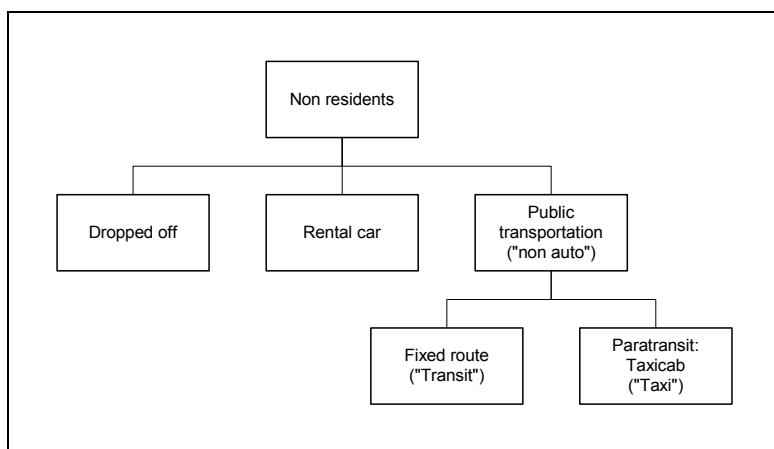 Non residents
Dropped off
Rental car
Public
transportation
("non auto")
Fixed route
("Transit")
Paratransit:
Taxicab
("Taxi")